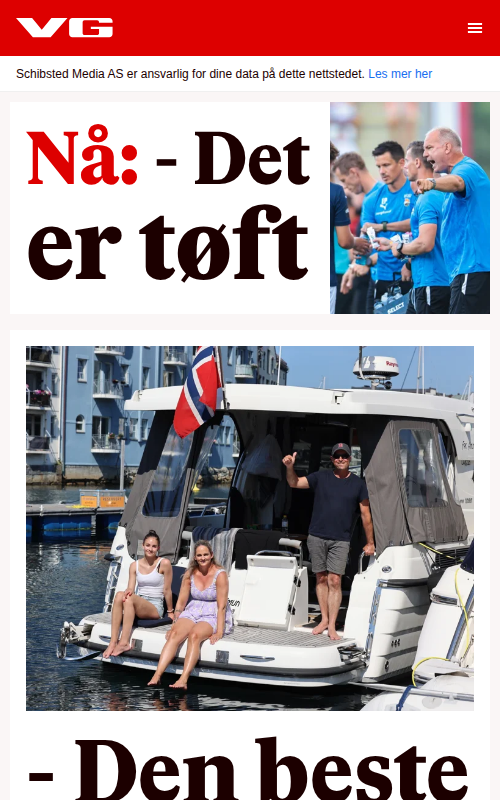 VG
Schibsted Media AS er ansvarlig for dine data på dette nettstedet. Les mer her
Nå: - Det
er tøft
SELECT
- Den beste